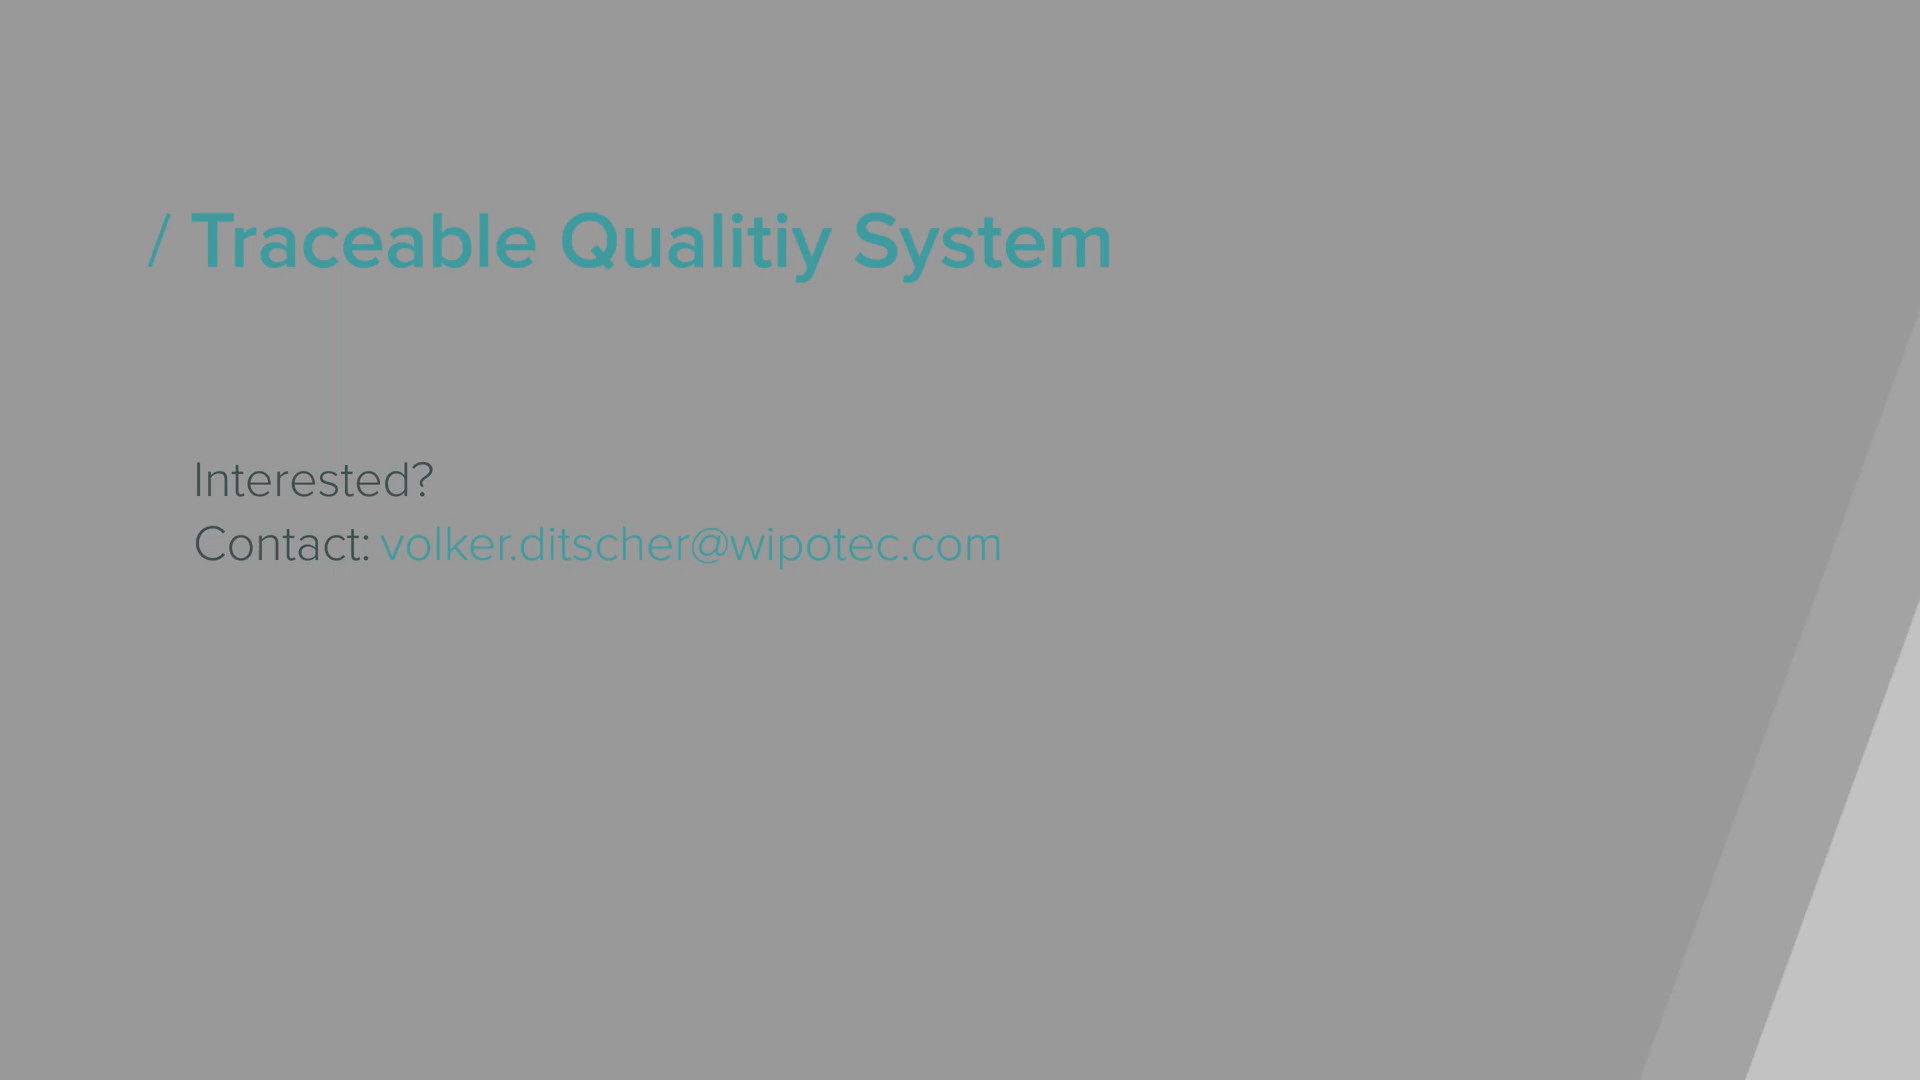 / Traceable Qualitiy System
Interested?
Contact: volker.ditscher@wipotec.com